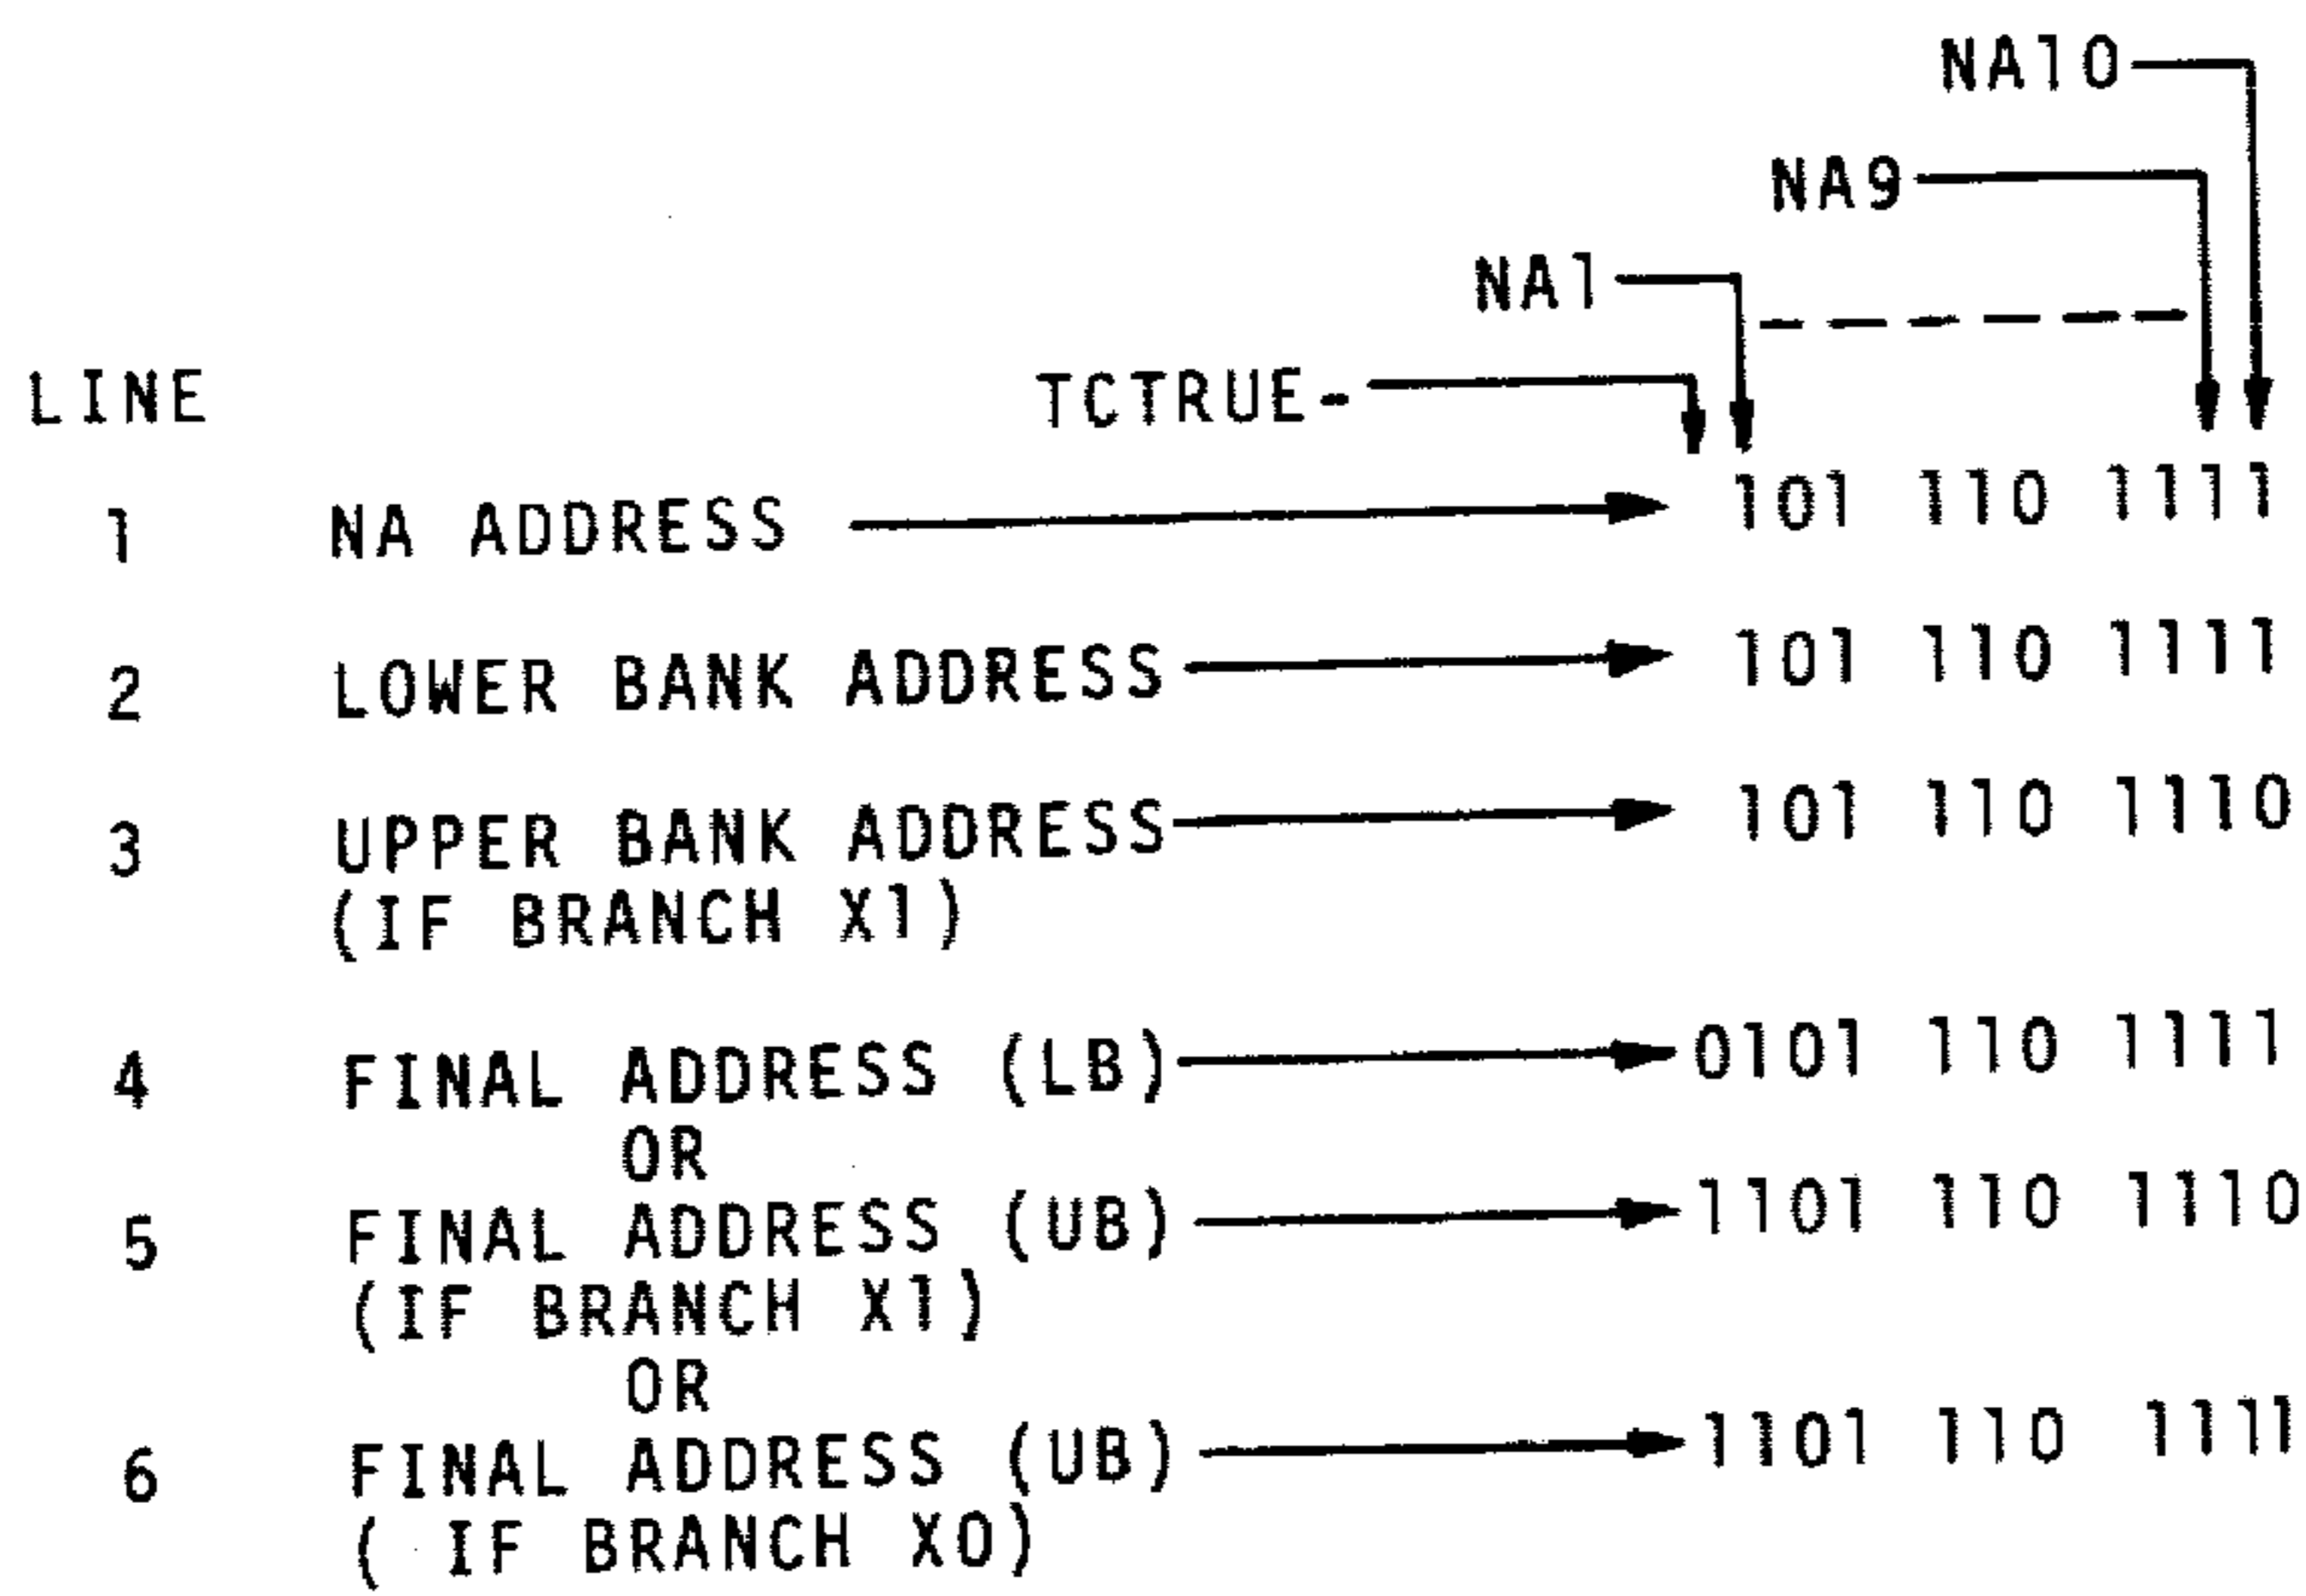 NA10
NA9
NA1
LINE TCTRUE-
1 NA ADDRESS 101 110 1111
2 LOWER BANK ADDRESS 101 110 1111
3 UPPER BANK ADDRESS 101 110 1110
(IF BRANCH X1)
4 FINAL ADDRESS (LB) 0101 110 1111
OR
5 FINAL ADDRESS (UB) 1101 110 1110
(IF BRANCH X1)
OR
6 FINAL ADDRESS (UB) 1101 110 1111
( IF BRANCH X0)